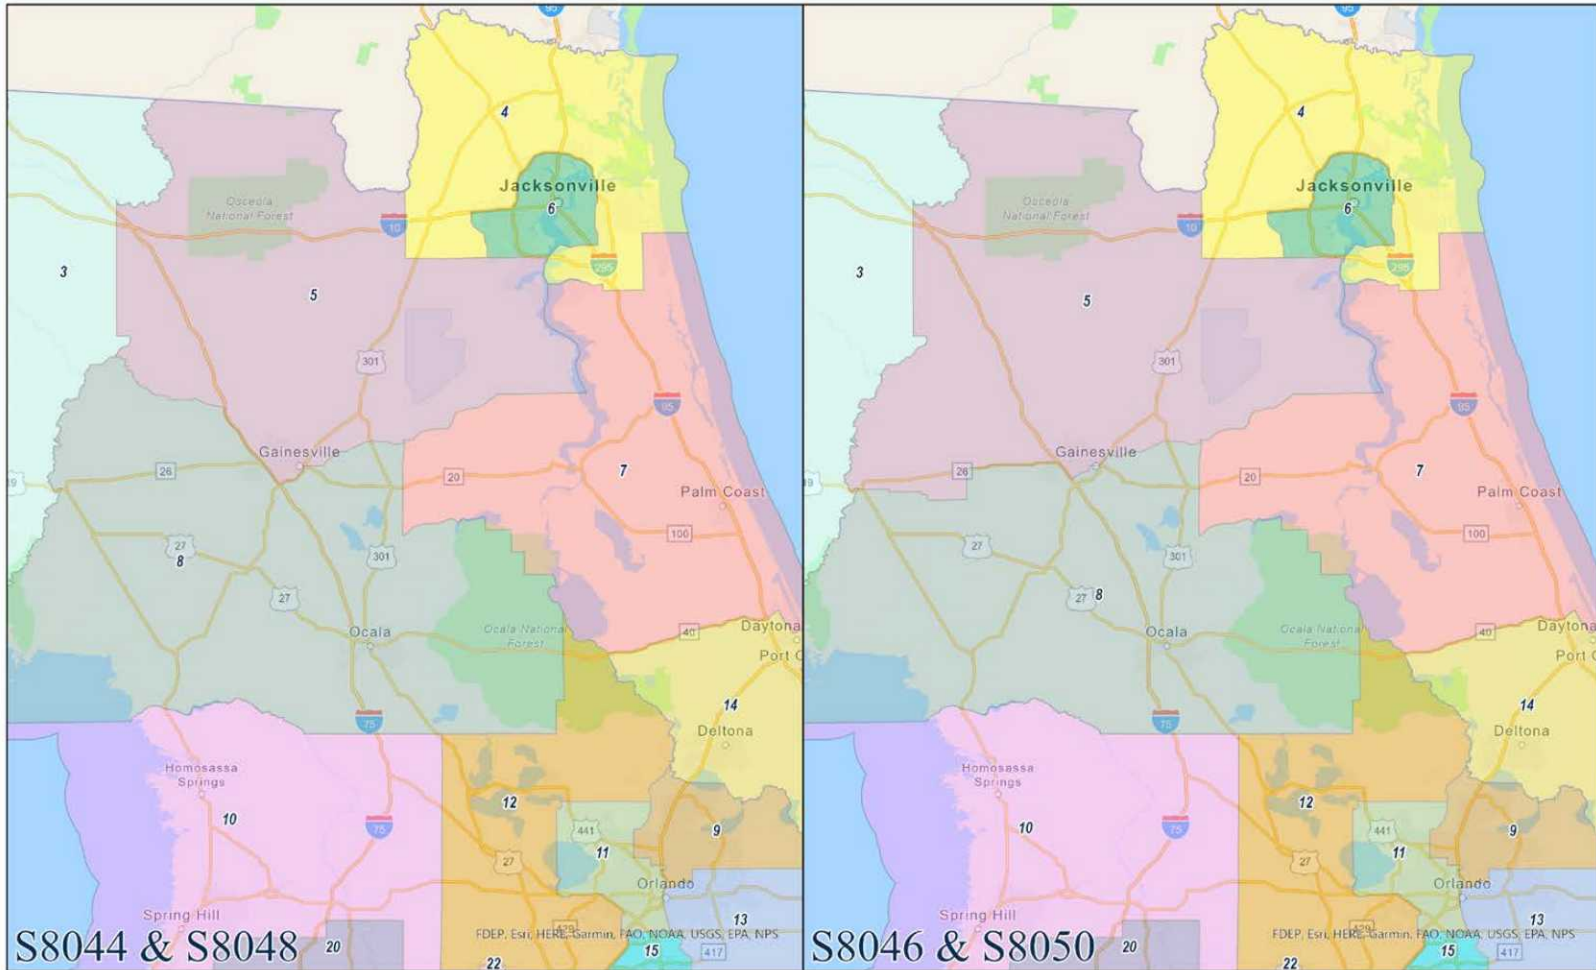 95
4
Jacksonville
6
Osceola
National Forest
10
295
3
5
301
95
Gainesville
26
20
7
Palm Coast
100
27
8
301
27
Ocala
Ocala National
Forest
40
Daytona
Port
14
75
Deltona
Homosassa
Springs
12
10
75
441
9
11
27
Orlando
Spring Hill
13
20
15
417
22
FDEP, Esri, HERE, Garmin, FAO, NOAA, USGS, EPA, NPS
S8044 & S8048
95
4
Jacksonville
6
Osceola
National Forest
10
295
3
5
301
95
Gainesville
26
20
7
Palm Coast
100
27
301
27
8
Ocala
Ocala National
Forest
40
Daytona
Port
14
75
Deltona
Homosassa
Springs
12
10
75
441
9
11
27
Orlando
Spring Hill
13
20
15
417
22
FDEP, Esri, HERE, Garmin, FAO, NOAA, USGS, EPA, NPS
S8046 & S8050